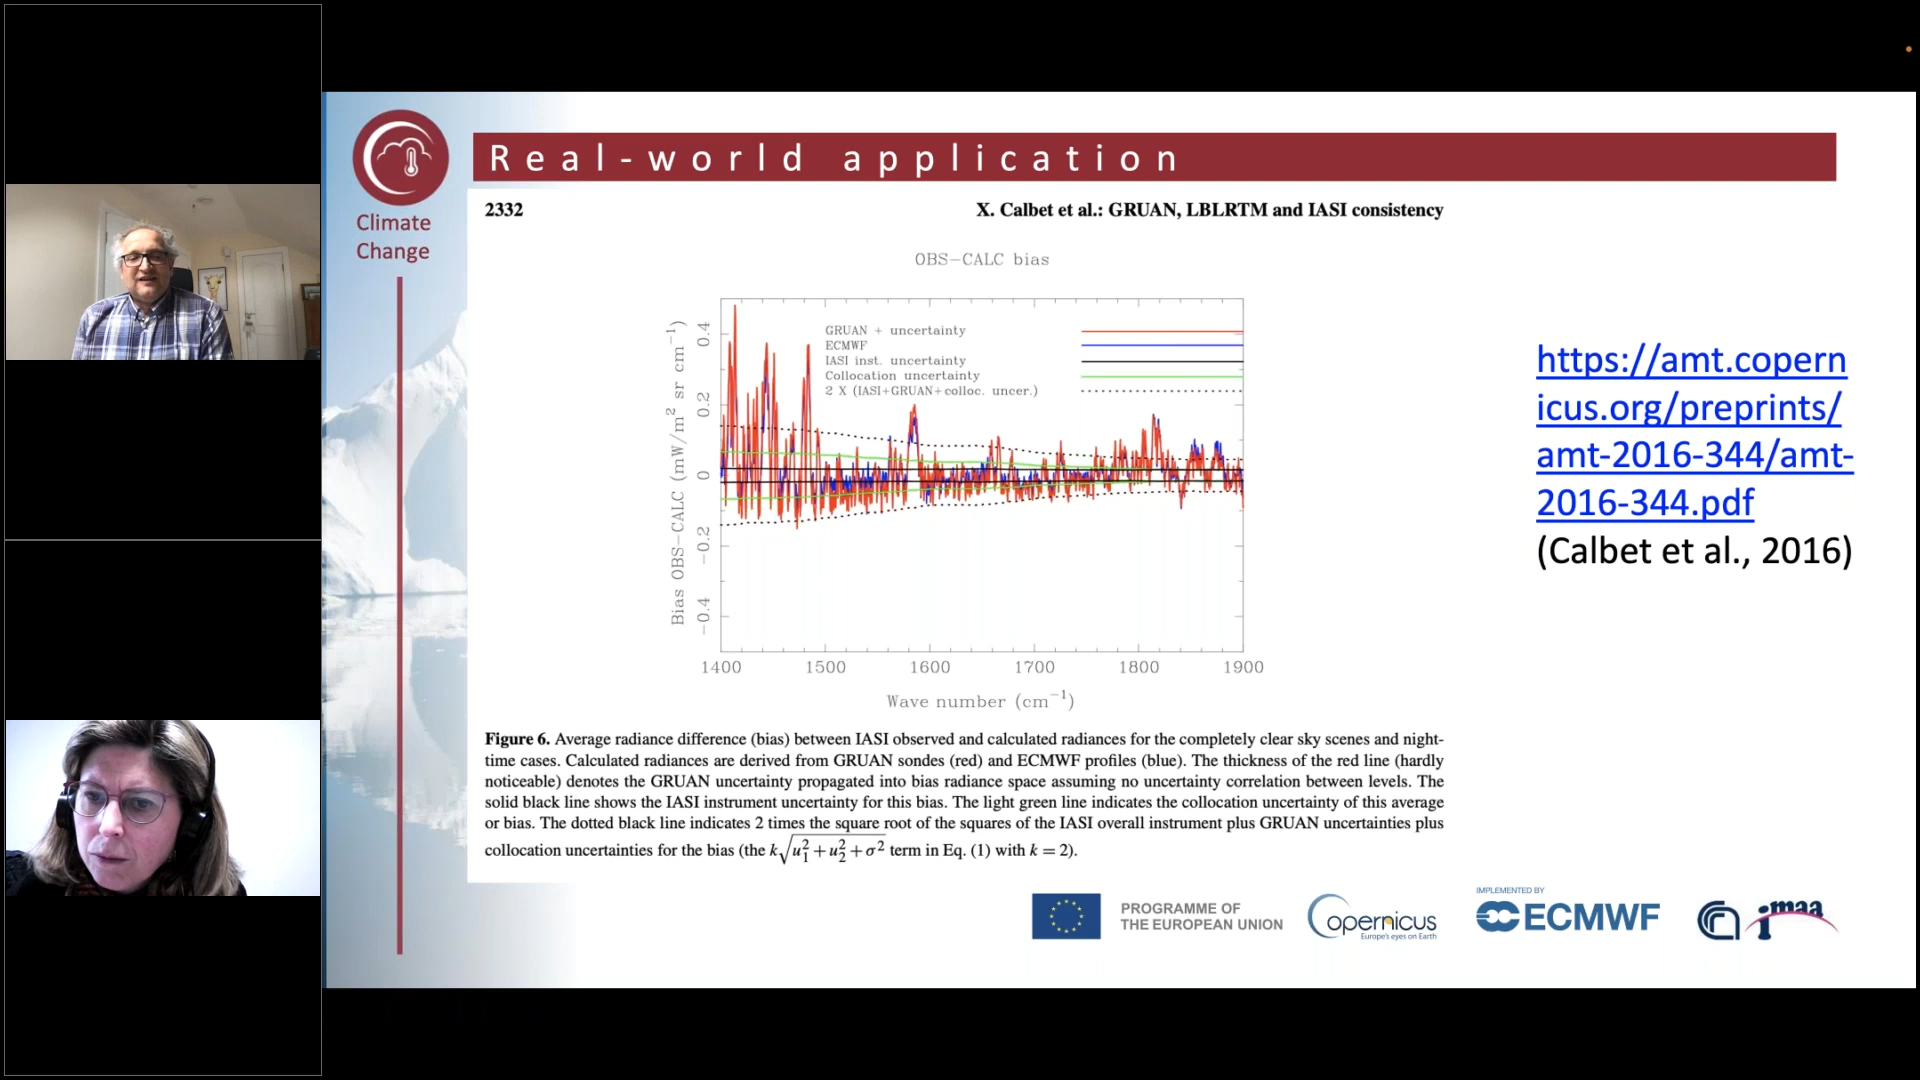 Real-world application
Climate
Change
2332
X. Calbet et al.: GRUAN, LBLRTM and IASI consistency
OBS−CALC bias
GRUAN + uncertainty
ECMWF
IASI inst. uncertainty
Collocation uncertainty
2 X (IASI+GRUAN+colloc. uncer.)
Bias OBS−CALC (mW/m² sr cm⁻¹)
0.4
0.2
0
−0.2
−0.4
1400 1500 1600 1700 1800 1900
Wave number (cm⁻¹)
https://amt.copern
icus.org/preprints/
amt-2016-344/amt-
2016-344.pdf
(Calbet et al., 2016)
Figure 6. Average radiance difference (bias) between IASI observed and calculated radiances for the completely clear sky scenes and night-
time cases. Calculated radiances are derived from GRUAN sondes (red) and ECMWF profiles (blue). The thickness of the red line (hardly
noticeable) denotes the GRUAN uncertainty propagated into bias radiance space assuming no uncertainty correlation between levels. The
solid black line shows the IASI instrument uncertainty for this bias. The light green line indicates the collocation uncertainty of this average
or bias. The dotted black line indicates 2 times the square root of the squares of the IASI overall instrument plus GRUAN uncertainties plus
collocation uncertainties for the bias (the k√(u₁² + u₂² + σ²) term in Eq. (1) with k = 2).
PROGRAMME OF
THE EUROPEAN UNION
Copernicus
Europe's eyes on Earth
IMPLEMENTED BY
ECMWF
imaa